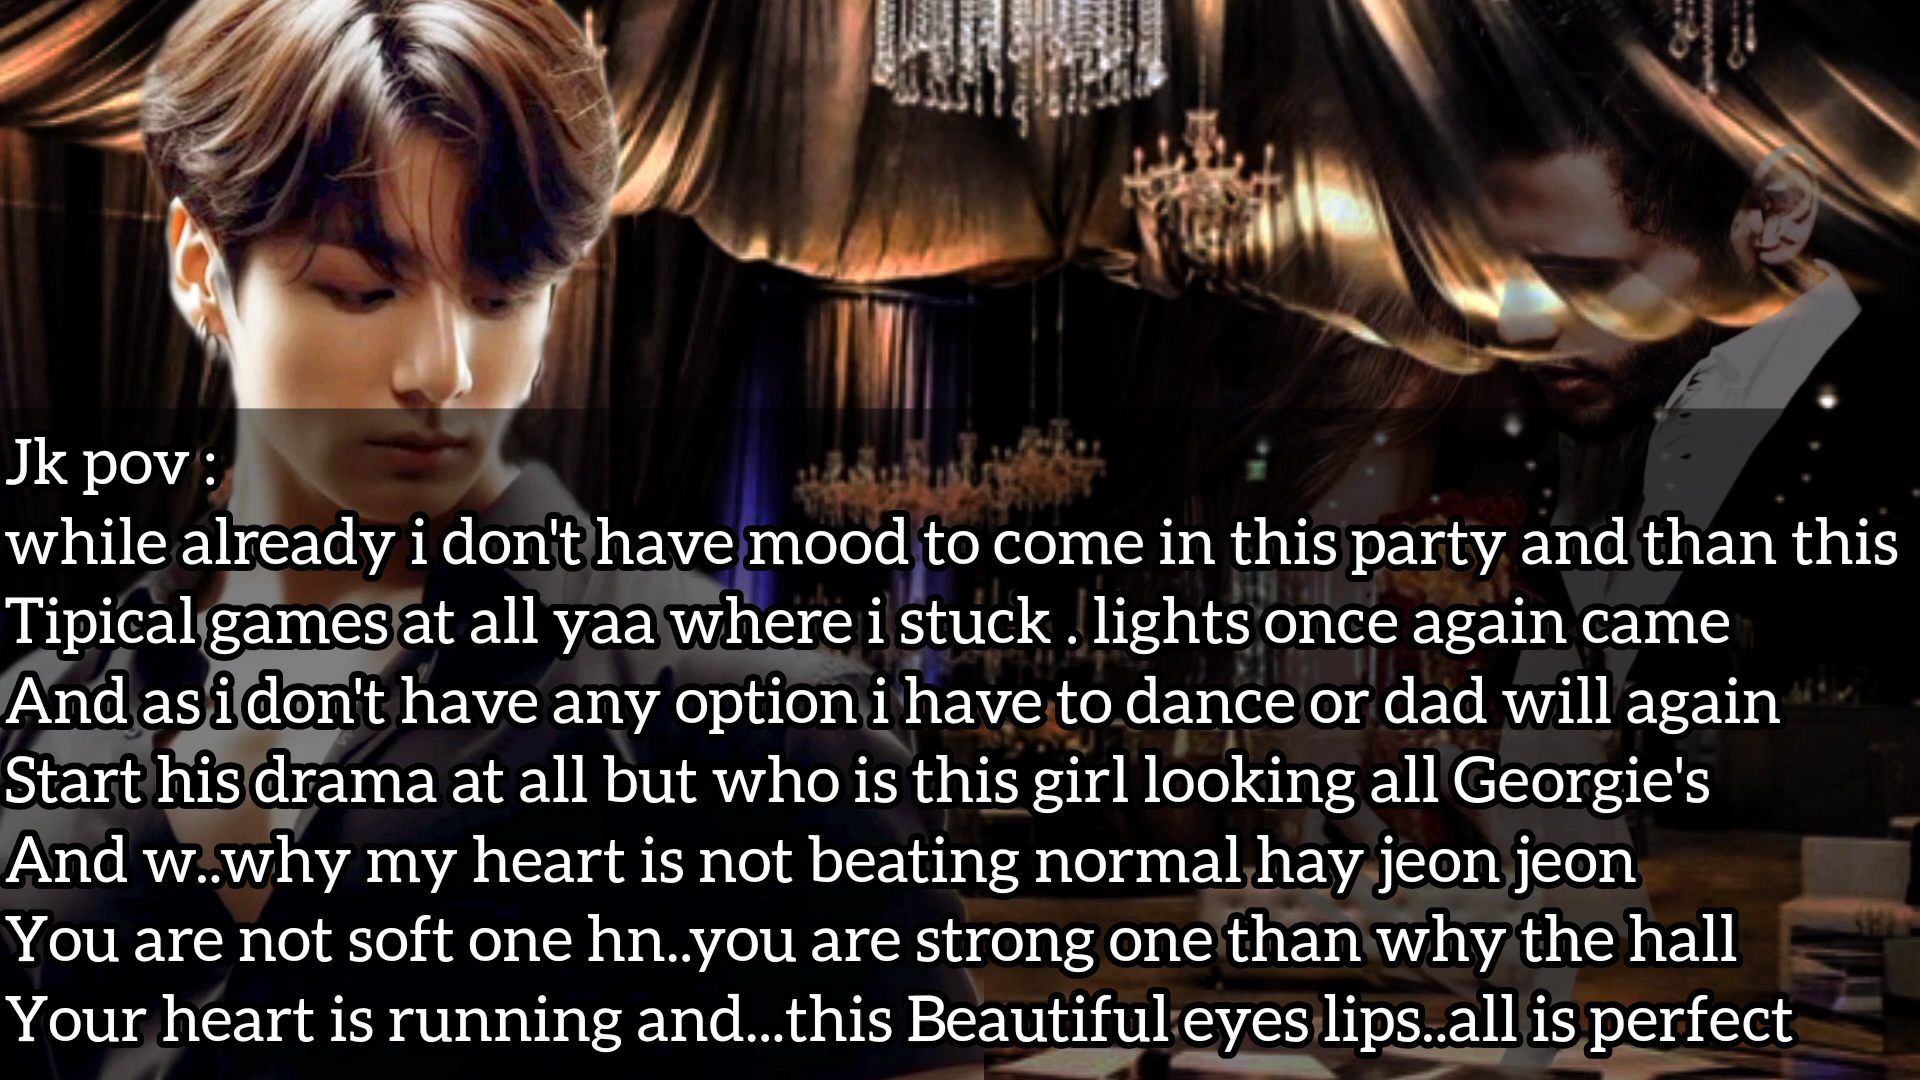 Jk pov :
while already i don't have mood to come in this party and than this
Tipical games at all yaa where i stuck . lights once again came
And as i don't have any option i have to dance or dad will again
Start his drama at all but who is this girl looking all Georgie's
And w..why my heart is not beating normal hay jeon jeon
You are not soft one hn..you are strong one than why the hall
Your heart is running and...this Beautiful eyes lips..all is perfect